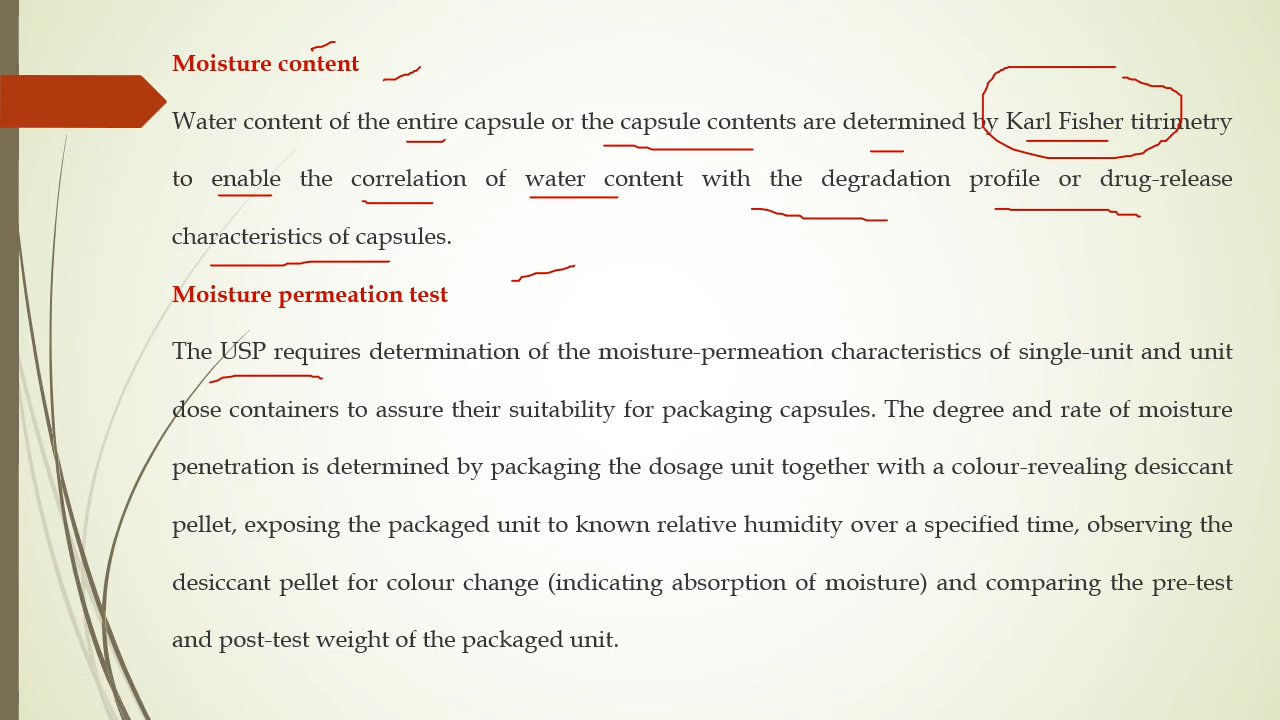 Moisture content
Water content of the entire capsule or the capsule contents are determined by Karl Fisher titrimetry
to enable the correlation of water content with the degradation profile or drug-release
characteristics of capsules.
Moisture permeation test
The USP requires determination of the moisture-permeation characteristics of single-unit and unit
dose containers to assure their suitability for packaging capsules. The degree and rate of moisture
penetration is determined by packaging the dosage unit together with a colour-revealing desiccant
pellet, exposing the packaged unit to known relative humidity over a specified time, observing the
desiccant pellet for colour change (indicating absorption of moisture) and comparing the pre-test
and post-test weight of the packaged unit.